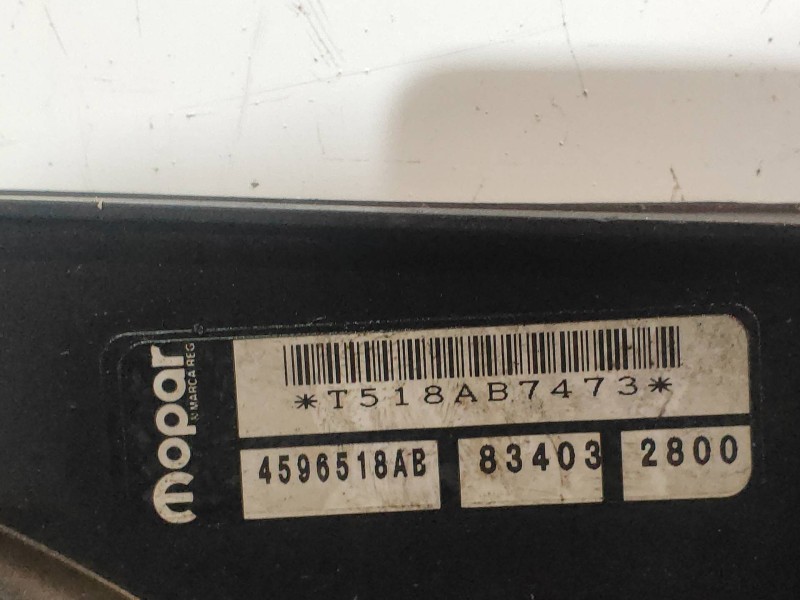 mopar
MARCA REG
*T518AB7473*
4596518AB 83403 2800